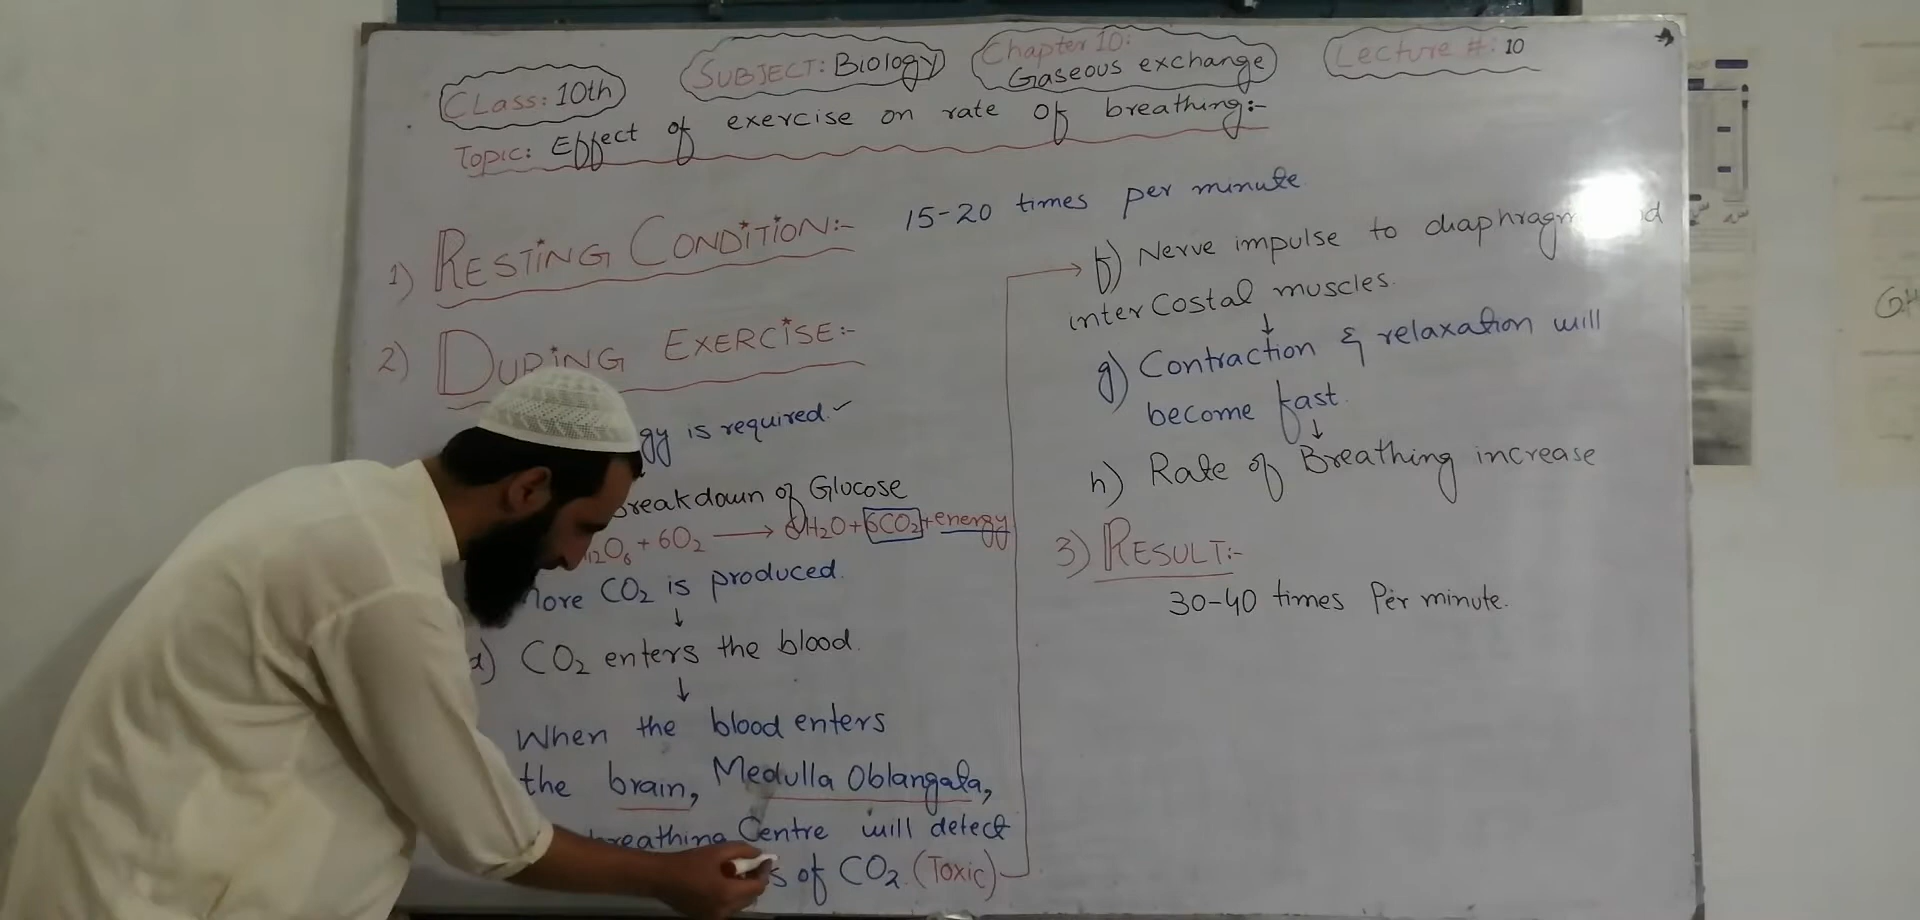 CLass: 10th
SUBJECT: Biology
Chapter 10:
Gaseous exchange
Lecture #: 10
Topic: Effect of exercise on rate of breathing:-
1) RESTING CONDITION:- 15-20 times per minute
2) DURING EXERCISE:-
is required.
breakdown of Glucose
+ 6O2 → 6H2O + 6CO2 + energy
More CO2 is produced.
↓
d) CO2 enters the blood.
↓
When the blood enters
the brain, Medulla Oblangata,
breathing Centre will detect
of CO2. (Toxic)
f) Nerve impulse to diaphragm
inter Costal muscles.
↓
g) Contraction & relaxation will
become fast.
↓
h) Rate of Breathing increase
3) RESULT:-
30-40 times Per minute.